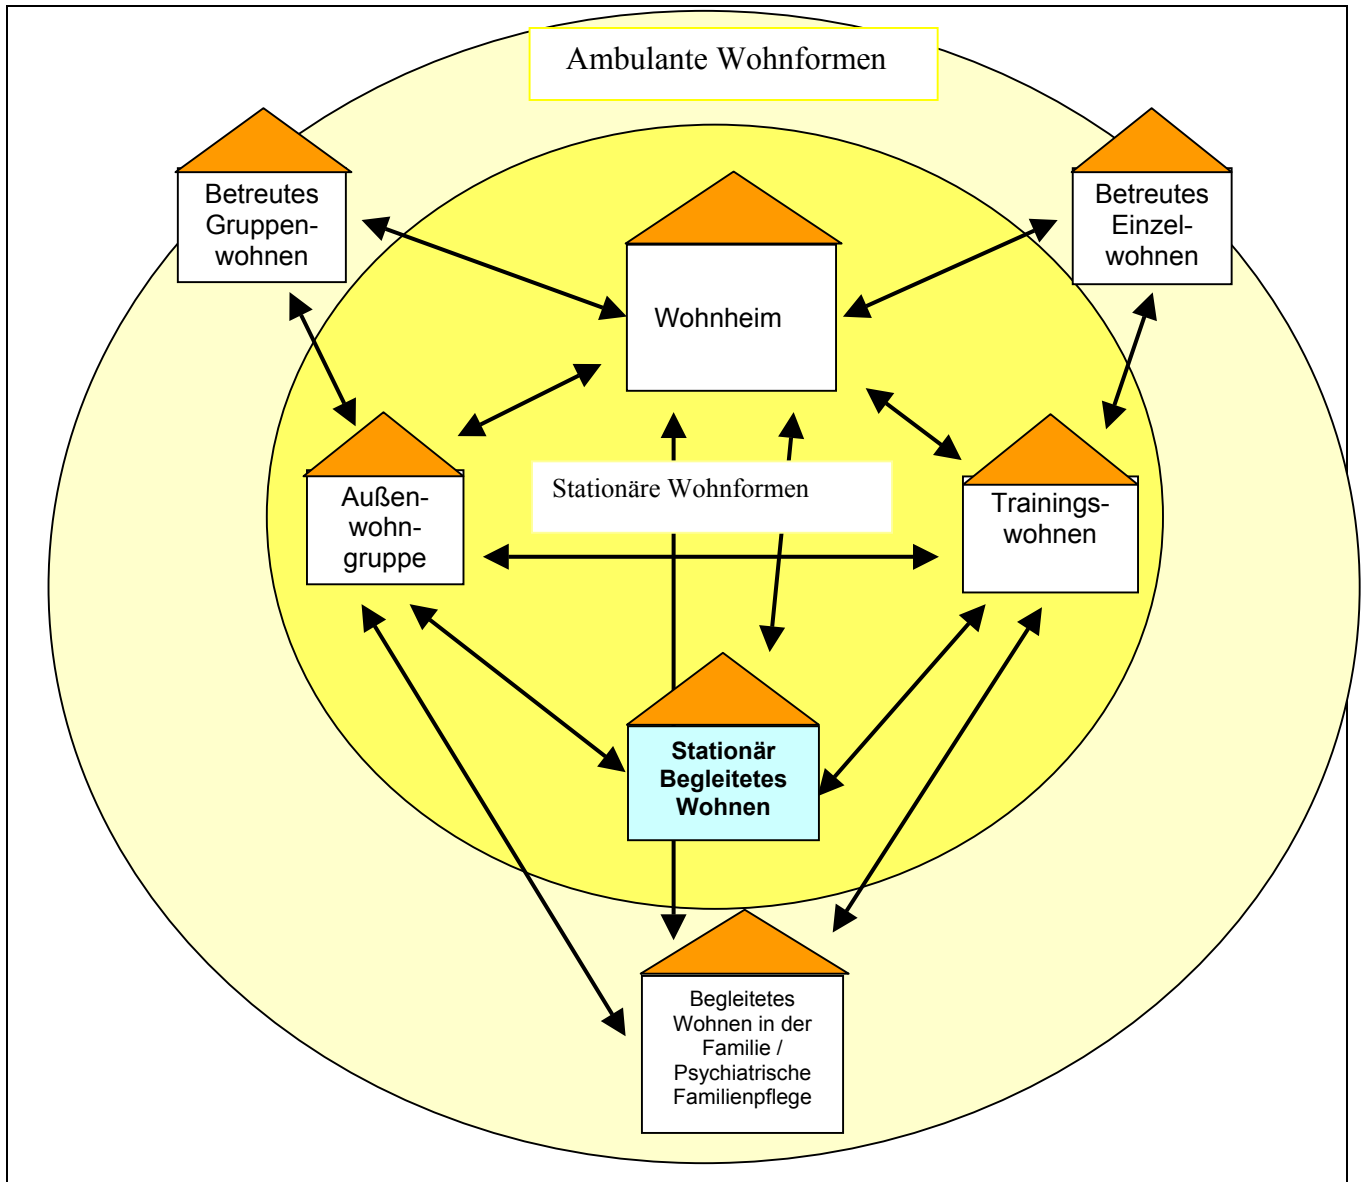 Ambulante Wohnformen
Betreutes
Gruppen-
wohnen
Betreutes
Einzel-
wohnen
Wohnheim
Stationäre Wohnformen
Außen-
wohn-
gruppe
Trainings-
wohnen
Stationär
Begleitetes
Wohnen
Begleitetes
Wohnen in der
Familie /
Psychiatrische
Familienpflege